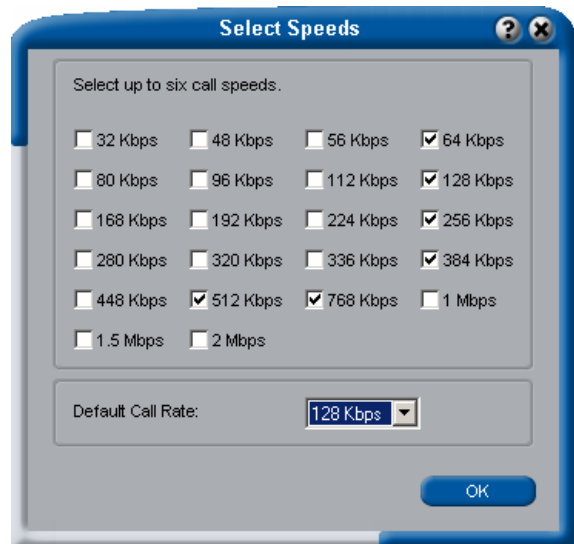 Select Speeds
Select up to six call speeds.
32 Kbps 48 Kbps 56 Kbps 64 Kbps
80 Kbps 96 Kbps 112 Kbps 128 Kbps
168 Kbps 192 Kbps 224 Kbps 256 Kbps
280 Kbps 320 Kbps 336 Kbps 384 Kbps
448 Kbps 512 Kbps 768 Kbps 1 Mbps
1.5 Mbps 2 Mbps
Default Call Rate: 128 Kbps
OK